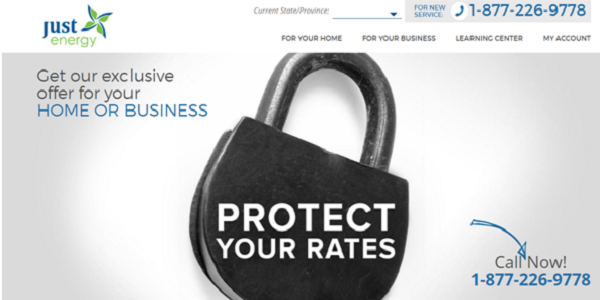 just
energy
Current State/Province:
FOR NEW
SERVICE:
1-877-226-9778
FOR YOUR HOME
FOR YOUR BUSINESS
LEARNING CENTER
MY ACCOUNT
Get our exclusive
offer for your
HOME OR BUSINESS
PROTECT
YOUR RATES
Call Now!
1-877-226-9778